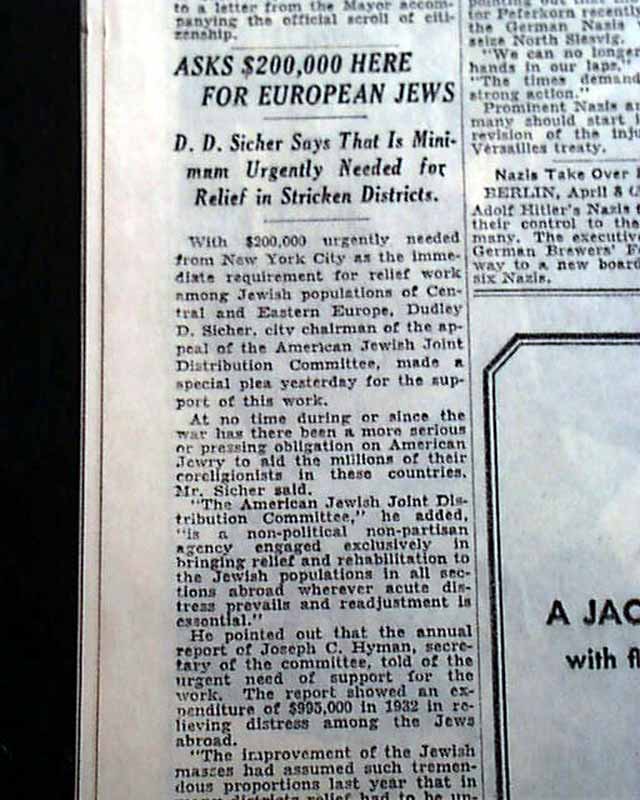 to a letter from the Mayor accom-
panying the official scroll of citi-
zenship.
ASKS $200,000 HERE
FOR EUROPEAN JEWS
D. D. Sicher Says That Is Mini-
mum Urgently Needed for
Relief in Stricken Districts.
With $200,000 urgently needed
from New York City as the imme-
diate requirement for relief work
among Jewish populations of Cen-
tral and Eastern Europe, Dudley
D. Sicher, city chairman of the ap-
peal of the American Jewish Joint
Distribution Committee, made a
special plea yesterday for the sup-
port of this work.
At no time during or since the
war has there been a more serious
or pressing obligation on American
Jewry to aid the millions of their
coreligionists in these countries,
Mr. Sicher said.
"The American Jewish Joint Dis-
tribution Committee," he added,
"is a non-political non-partisan
agency engaged exclusively in
bringing relief and rehabilitation to
the Jewish populations in all sec-
tions abroad wherever acute dis-
tress prevails and readjustment is
essential."
He pointed out that the annual
report of Joseph C. Hyman, secre-
tary of the committee, told of the
urgent need of support for the
work. The report showed an ex-
penditure of $995,000 in 1932 in re-
lieving distress among the Jews
abroad.
"The improvement of the Jewish
masses had assumed such tremen-
dous proportions last year that in
many districts relief had to be un-
pointing out that
tor Peferkorn recently
the German Nazis
seize North Slesvig.
"We can no longer
hands in our laps,"
"The times demand
strong action."
Prominent Nazis
many should start
revision of the
Versailles treaty.
Nazis Take Over
BERLIN, April 8
Adolf Hitler's Nazis
their control to the
many. The executive
German Brewers'
way to a new board
six Nazis.
A JAC
with